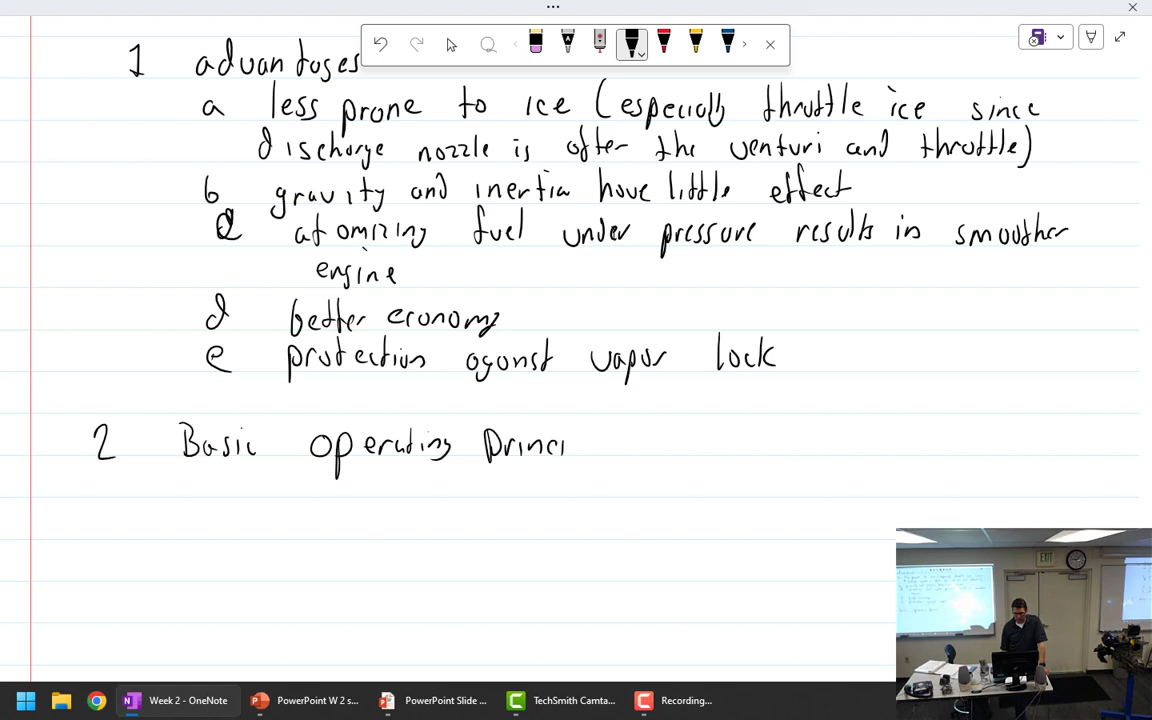 1 advantages
a less prone to ice (especially throttle ice since
discharge nozzle is after the venturi and throttle)
b gravity and inertia have little effect
atomizing fuel under pressure results in smoother
engine
d better economy
e protection aganst vapor lock
2 Basic operating princi
EXIT
Week 2 - OneNote
PowerPoint W 2 s...
PowerPoint Slide ...
TechSmith Camta...
Recording...